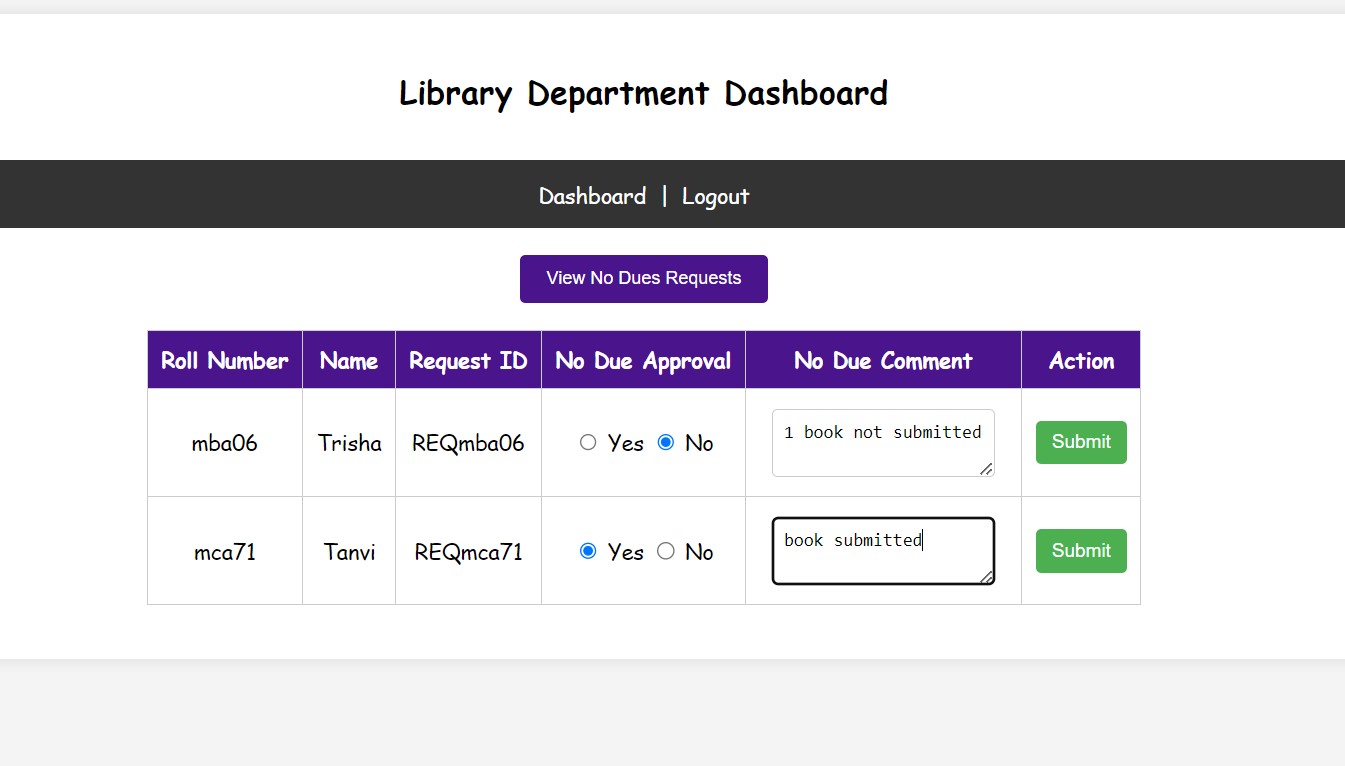 Library Department Dashboard
Dashboard | Logout
View No Dues Requests
Roll Number Name Request ID No Due Approval No Due Comment Action
mba06 Trisha REQmba06 Yes No 1 book not submitted Submit
mca71 Tanvi REQmca71 Yes No book submitted Submit